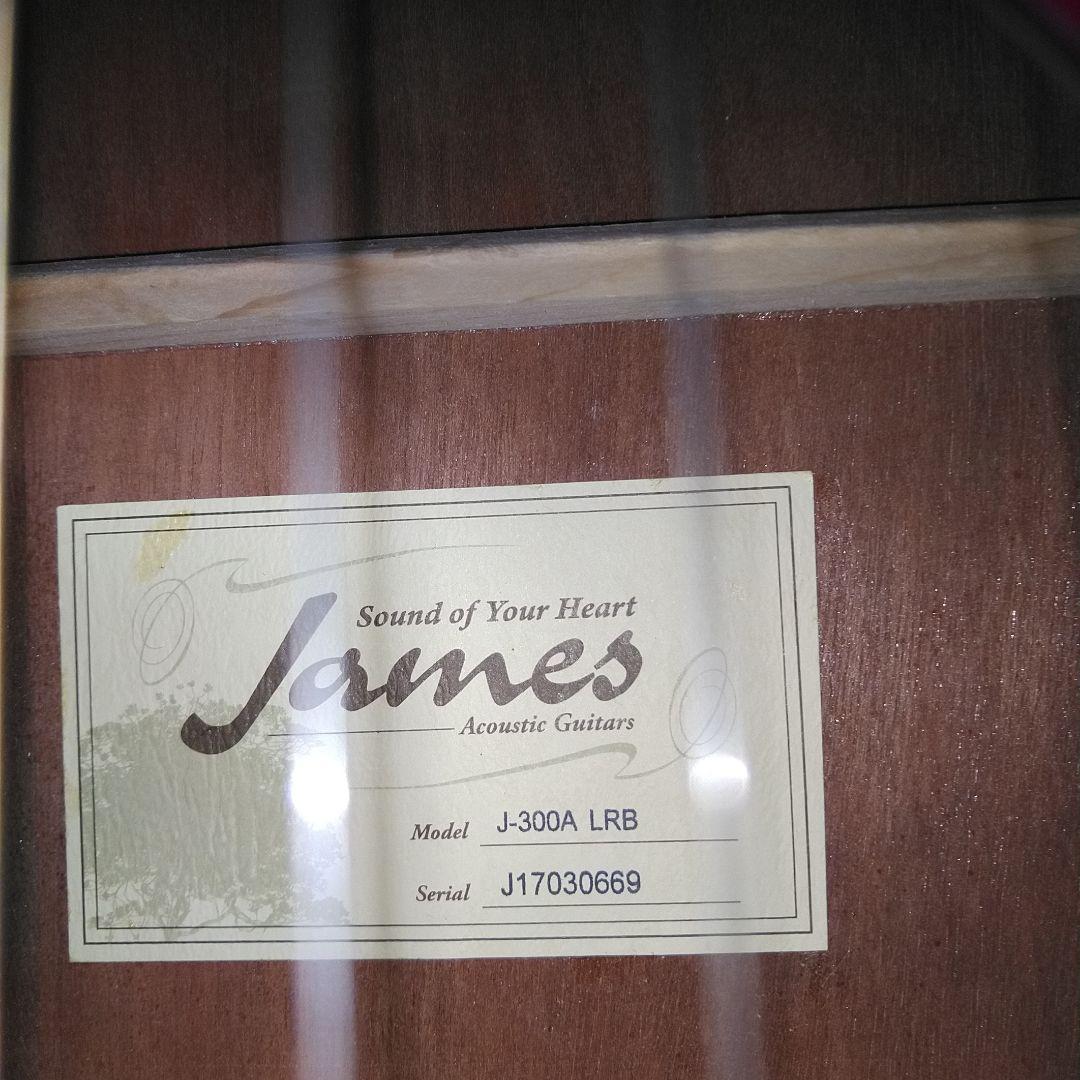 Sound of Your Heart
James
Acoustic Guitars
Model J-300A LRB
Serial J17030669